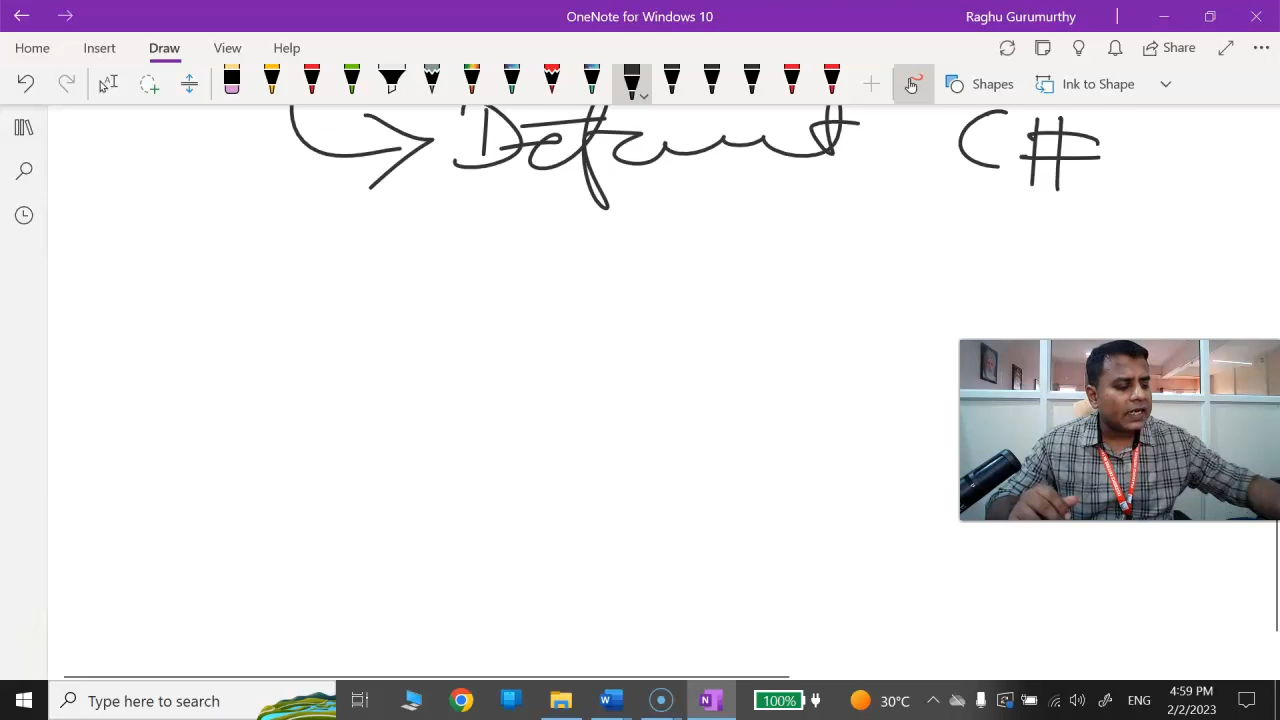 OneNote for Windows 10
Raghu Gurumurthy
Home Insert Draw View Help
Share
Shapes
Ink to Shape
Default C#
Type here to search
100%
30°C
ENG
4:59 PM
2/2/2023